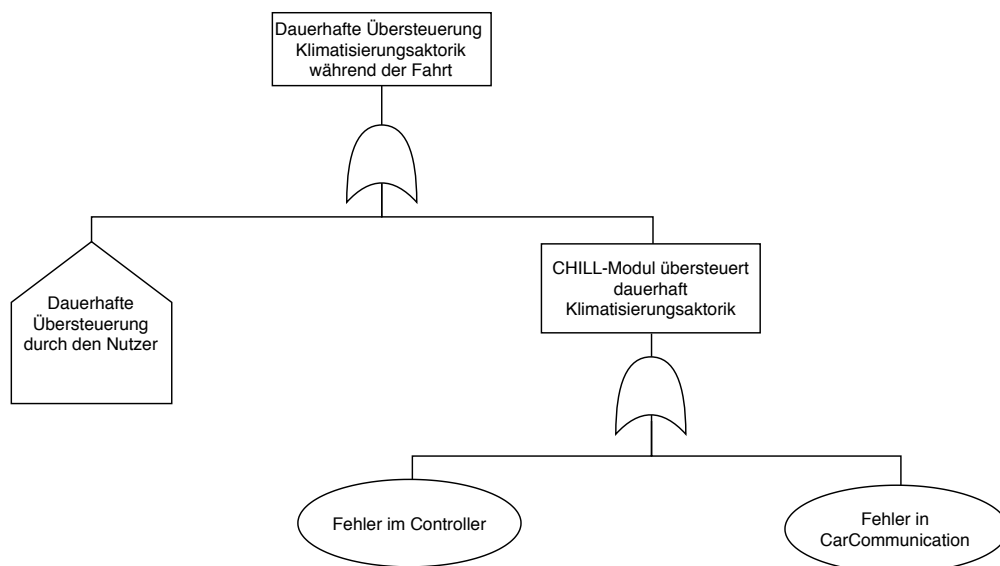 Dauerhafte Übersteuerung
Klimatisierungsaktorik
während der Fahrt
CHILL-Modul übersteuert
dauerhaft
Klimatisierungsaktorik
Dauerhafte
Übersteuerung
durch den Nutzer
Fehler im Controller
Fehler in
CarCommunication